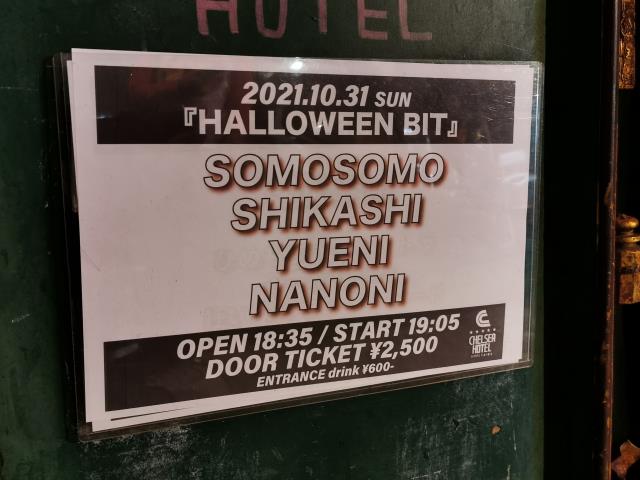 HOTEL
2021.10.31 SUN
『HALLOWEEN BIT』
SOMOSOMO
SHIKASHI
YUENI
NANONI
OPEN 18:35 / START 19:05
DOOR TICKET ¥2,500
ENTRANCE drink ¥600-
CHELSEA
HOTEL